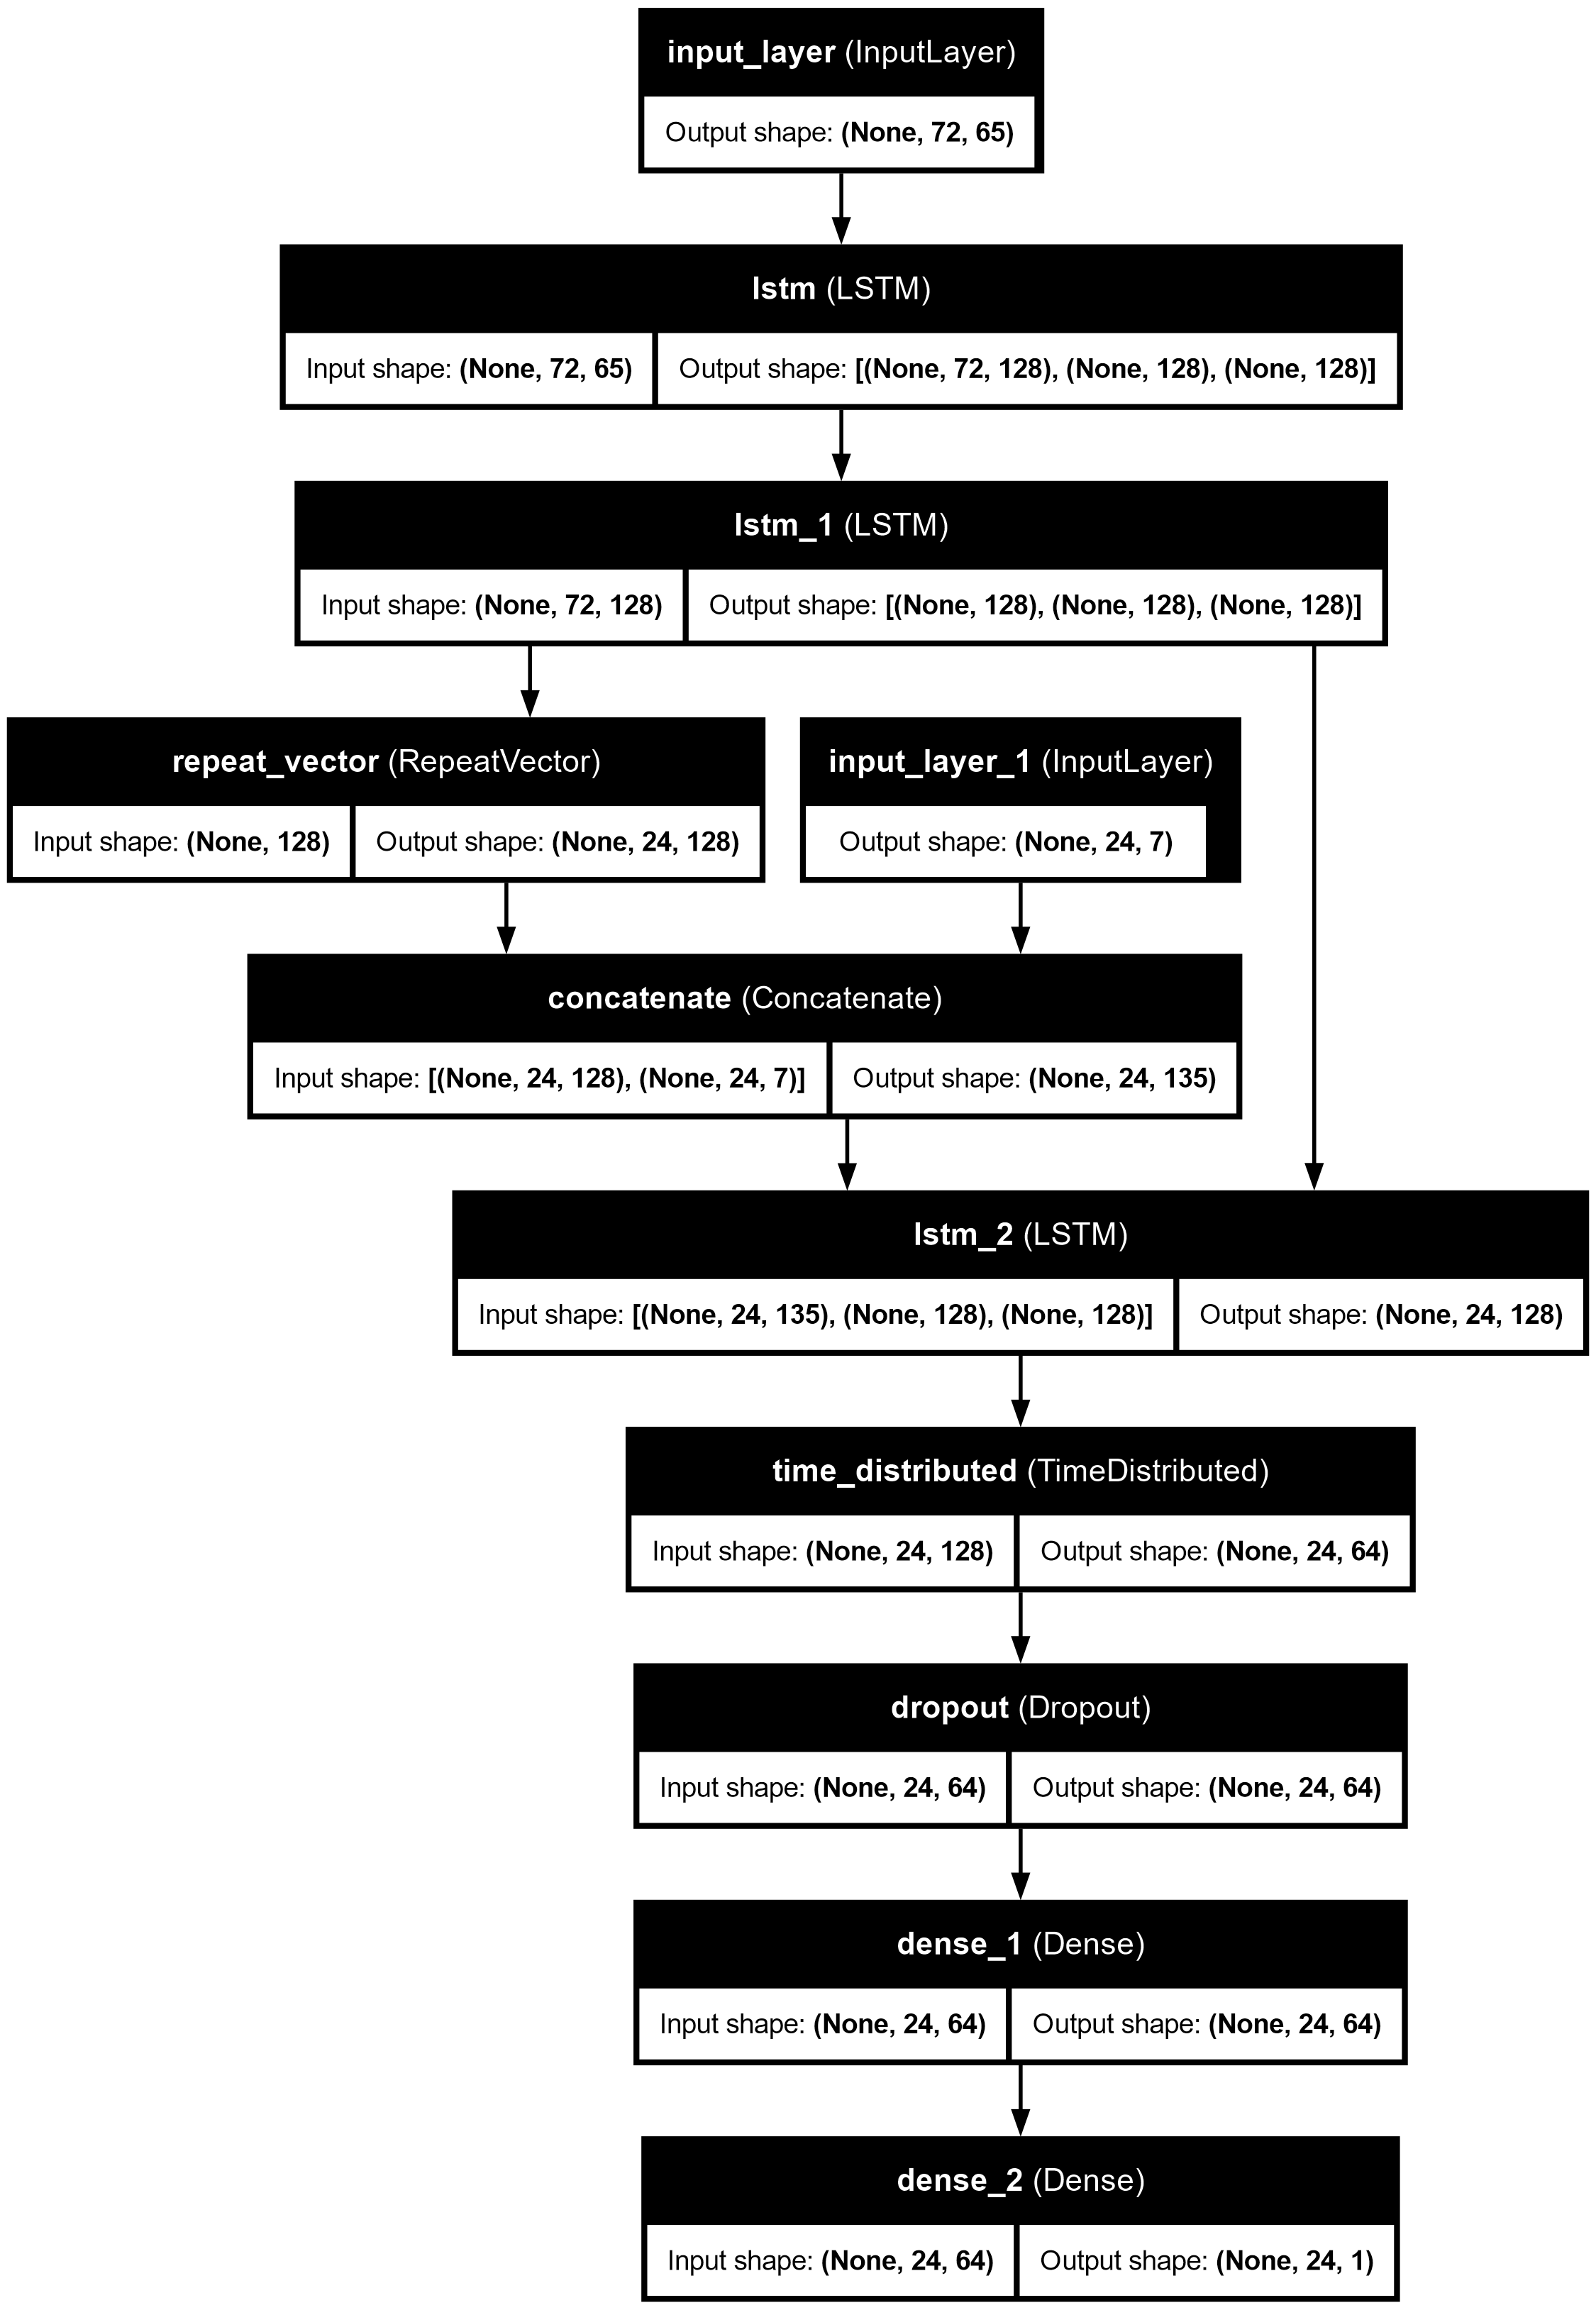 input_layer (InputLayer)
Output shape: (None, 72, 65)
lstm (LSTM)
Input shape: (None, 72, 65)
Output shape: [(None, 72, 128), (None, 128), (None, 128)]
lstm_1 (LSTM)
Input shape: (None, 72, 128)
Output shape: [(None, 128), (None, 128), (None, 128)]
repeat_vector (RepeatVector)
Input shape: (None, 128)
Output shape: (None, 24, 128)
input_layer_1 (InputLayer)
Output shape: (None, 24, 7)
concatenate (Concatenate)
Input shape: [(None, 24, 128), (None, 24, 7)]
Output shape: (None, 24, 135)
lstm_2 (LSTM)
Input shape: [(None, 24, 135), (None, 128), (None, 128)]
Output shape: (None, 24, 128)
time_distributed (TimeDistributed)
Input shape: (None, 24, 128)
Output shape: (None, 24, 64)
dropout (Dropout)
Input shape: (None, 24, 64)
Output shape: (None, 24, 64)
dense_1 (Dense)
Input shape: (None, 24, 64)
Output shape: (None, 24, 64)
dense_2 (Dense)
Input shape: (None, 24, 64)
Output shape: (None, 24, 1)